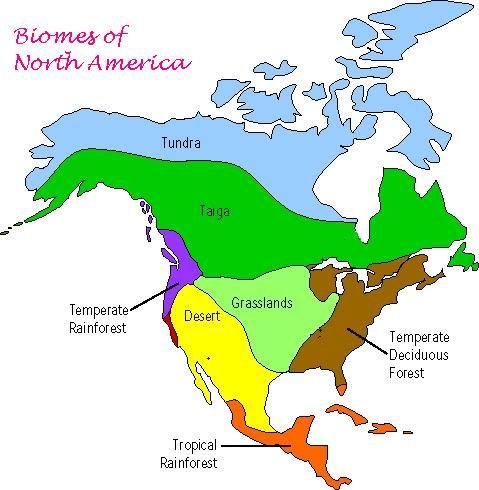 Biomes of
North America
Tundra
Taiga
Temperate
Rainforest
Desert
Grasslands
Temperate
Deciduous
Forest
Tropical
Rainforest